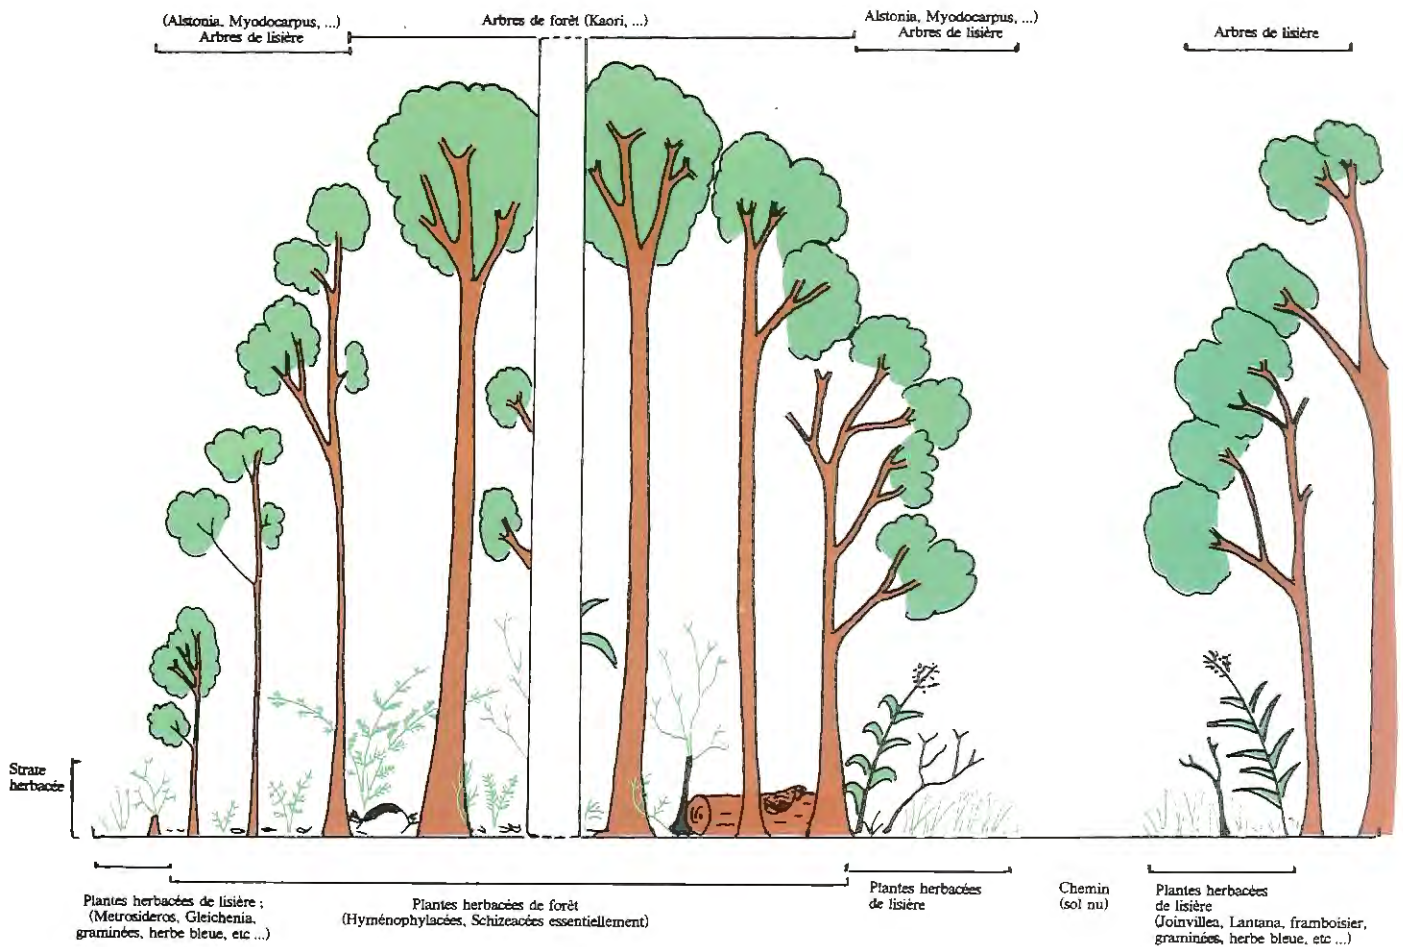 (Alstonia, Myodocarpus, ...)
Arbres de lisière
Arbres de forêt (Kaori, ...)
Alstonia, Myodocarpus, ...)
Arbres de lisière
Arbres de lisière
Strate
herbacée
Plantes herbacées de lisière ;
(Metrosideros, Gleichenia,
graminées, herbe bleue, etc ...)
Plantes herbacées de forêt
(Hyménophylacées, Schizeacées essentiellement)
Plantes herbacées
de lisière
Chemin
(sol nu)
Plantes herbacées
de lisière
(Joinvillea, Lantana, framboisier,
graminées, herbe bleue, etc ...)